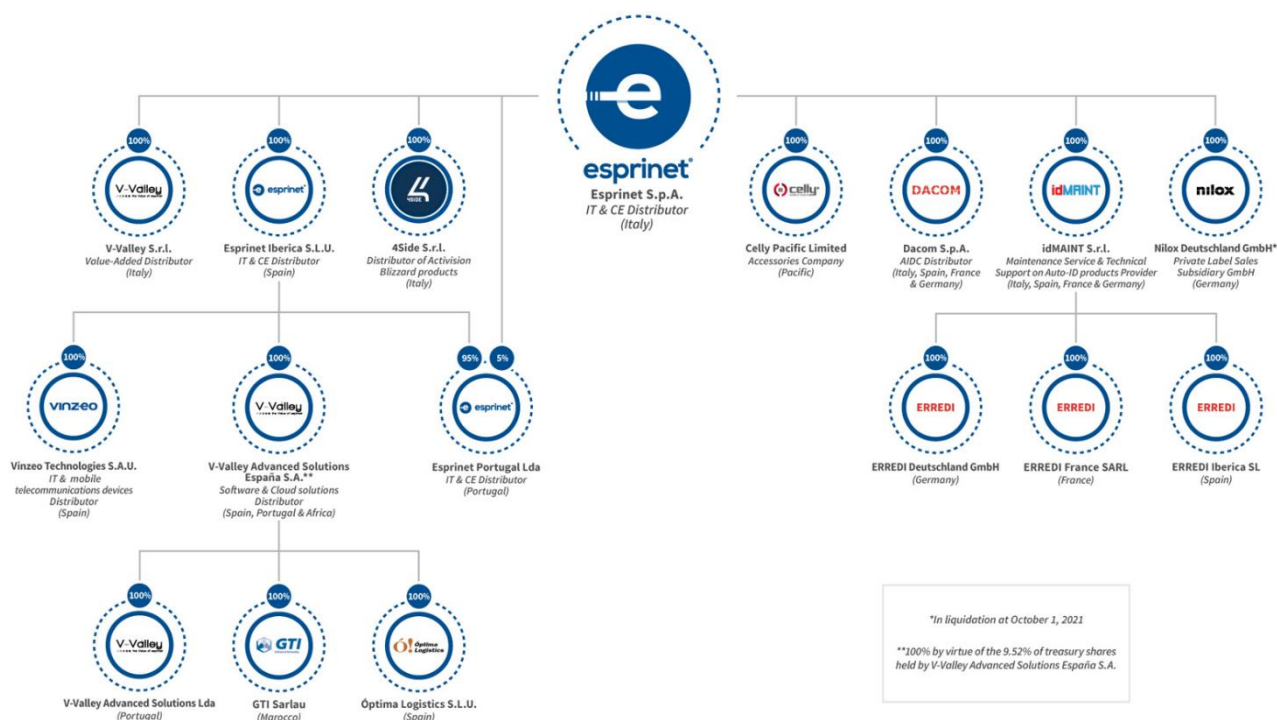 e
esprinet®
Esprinet S.p.A.
IT & CE Distributor
(Italy)
100%
V-Valley
V-Valley S.r.l.
Value-Added Distributor
(Italy)
100%
esprinet
Esprinet Iberica S.L.U.
IT & CE Distributor
(Spain)
100%
4SIDE
4Side S.r.l.
Distributor of Activision
Blizzard products
(Italy)
100%
celly
Celly Pacific Limited
Accessories Company
(Pacific)
100%
DACOM
Dacom S.p.A.
AIDC Distributor
(Italy, Spain, France
& Germany)
100%
idMAINT
idMAINT S.r.l.
Maintenance Service & Technical
Support on Auto-ID products Provider
(Italy, Spain, France & Germany)
100%
nilox
Nilox Deutschland GmbH*
Private Label Sales
Subsidiary GmbH
(Germany)
100%
VINZEO
Vinzeo Technologies S.A.U.
IT & mobile
telecommunications devices
Distributor
(Spain)
100%
V-Valley
V-Valley Advanced Solutions
España S.A.**
Software & Cloud solutions
Distributor
(Spain, Portugal & Africa)
95% 5%
esprinet
Esprinet Portugal Lda
IT & CE Distributor
(Portugal)
100%
ERREDI
ERREDI Deutschland GmbH
(Germany)
100%
ERREDI
ERREDI France SARL
(France)
100%
ERREDI
ERREDI Iberica SL
(Spain)
100%
V-Valley
V-Valley Advanced Solutions Lda
(Portugal)
100%
GTI
GTI Sarlau
(Marocco)
100%
Ó! Óptima
Logistics
Óptima Logistics S.L.U.
(Spain)
*In liquidation at October 1, 2021
**100% by virtue of the 9.52% of treasury shares
held by V-Valley Advanced Solutions España S.A.